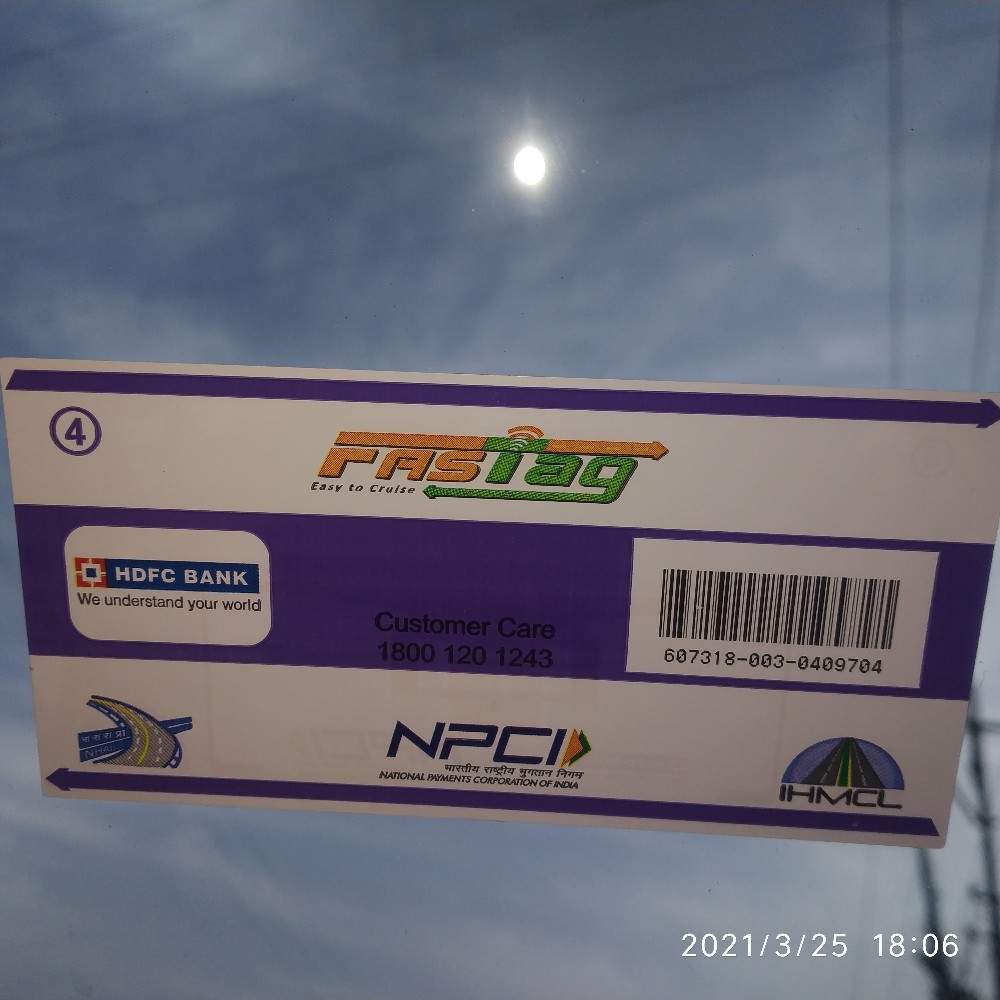 4
FASTag
Easy to Cruise
HDFC BANK
We understand your world
Customer Care
1800 120 1243
607318-003-0409704
भा रा रा प्रा
NHAI
NPCI
भारतीय राष्ट्रीय भुगतान निगम
NATIONAL PAYMENTS CORPORATION OF INDIA
IHMCL
2021/3/25 18:06